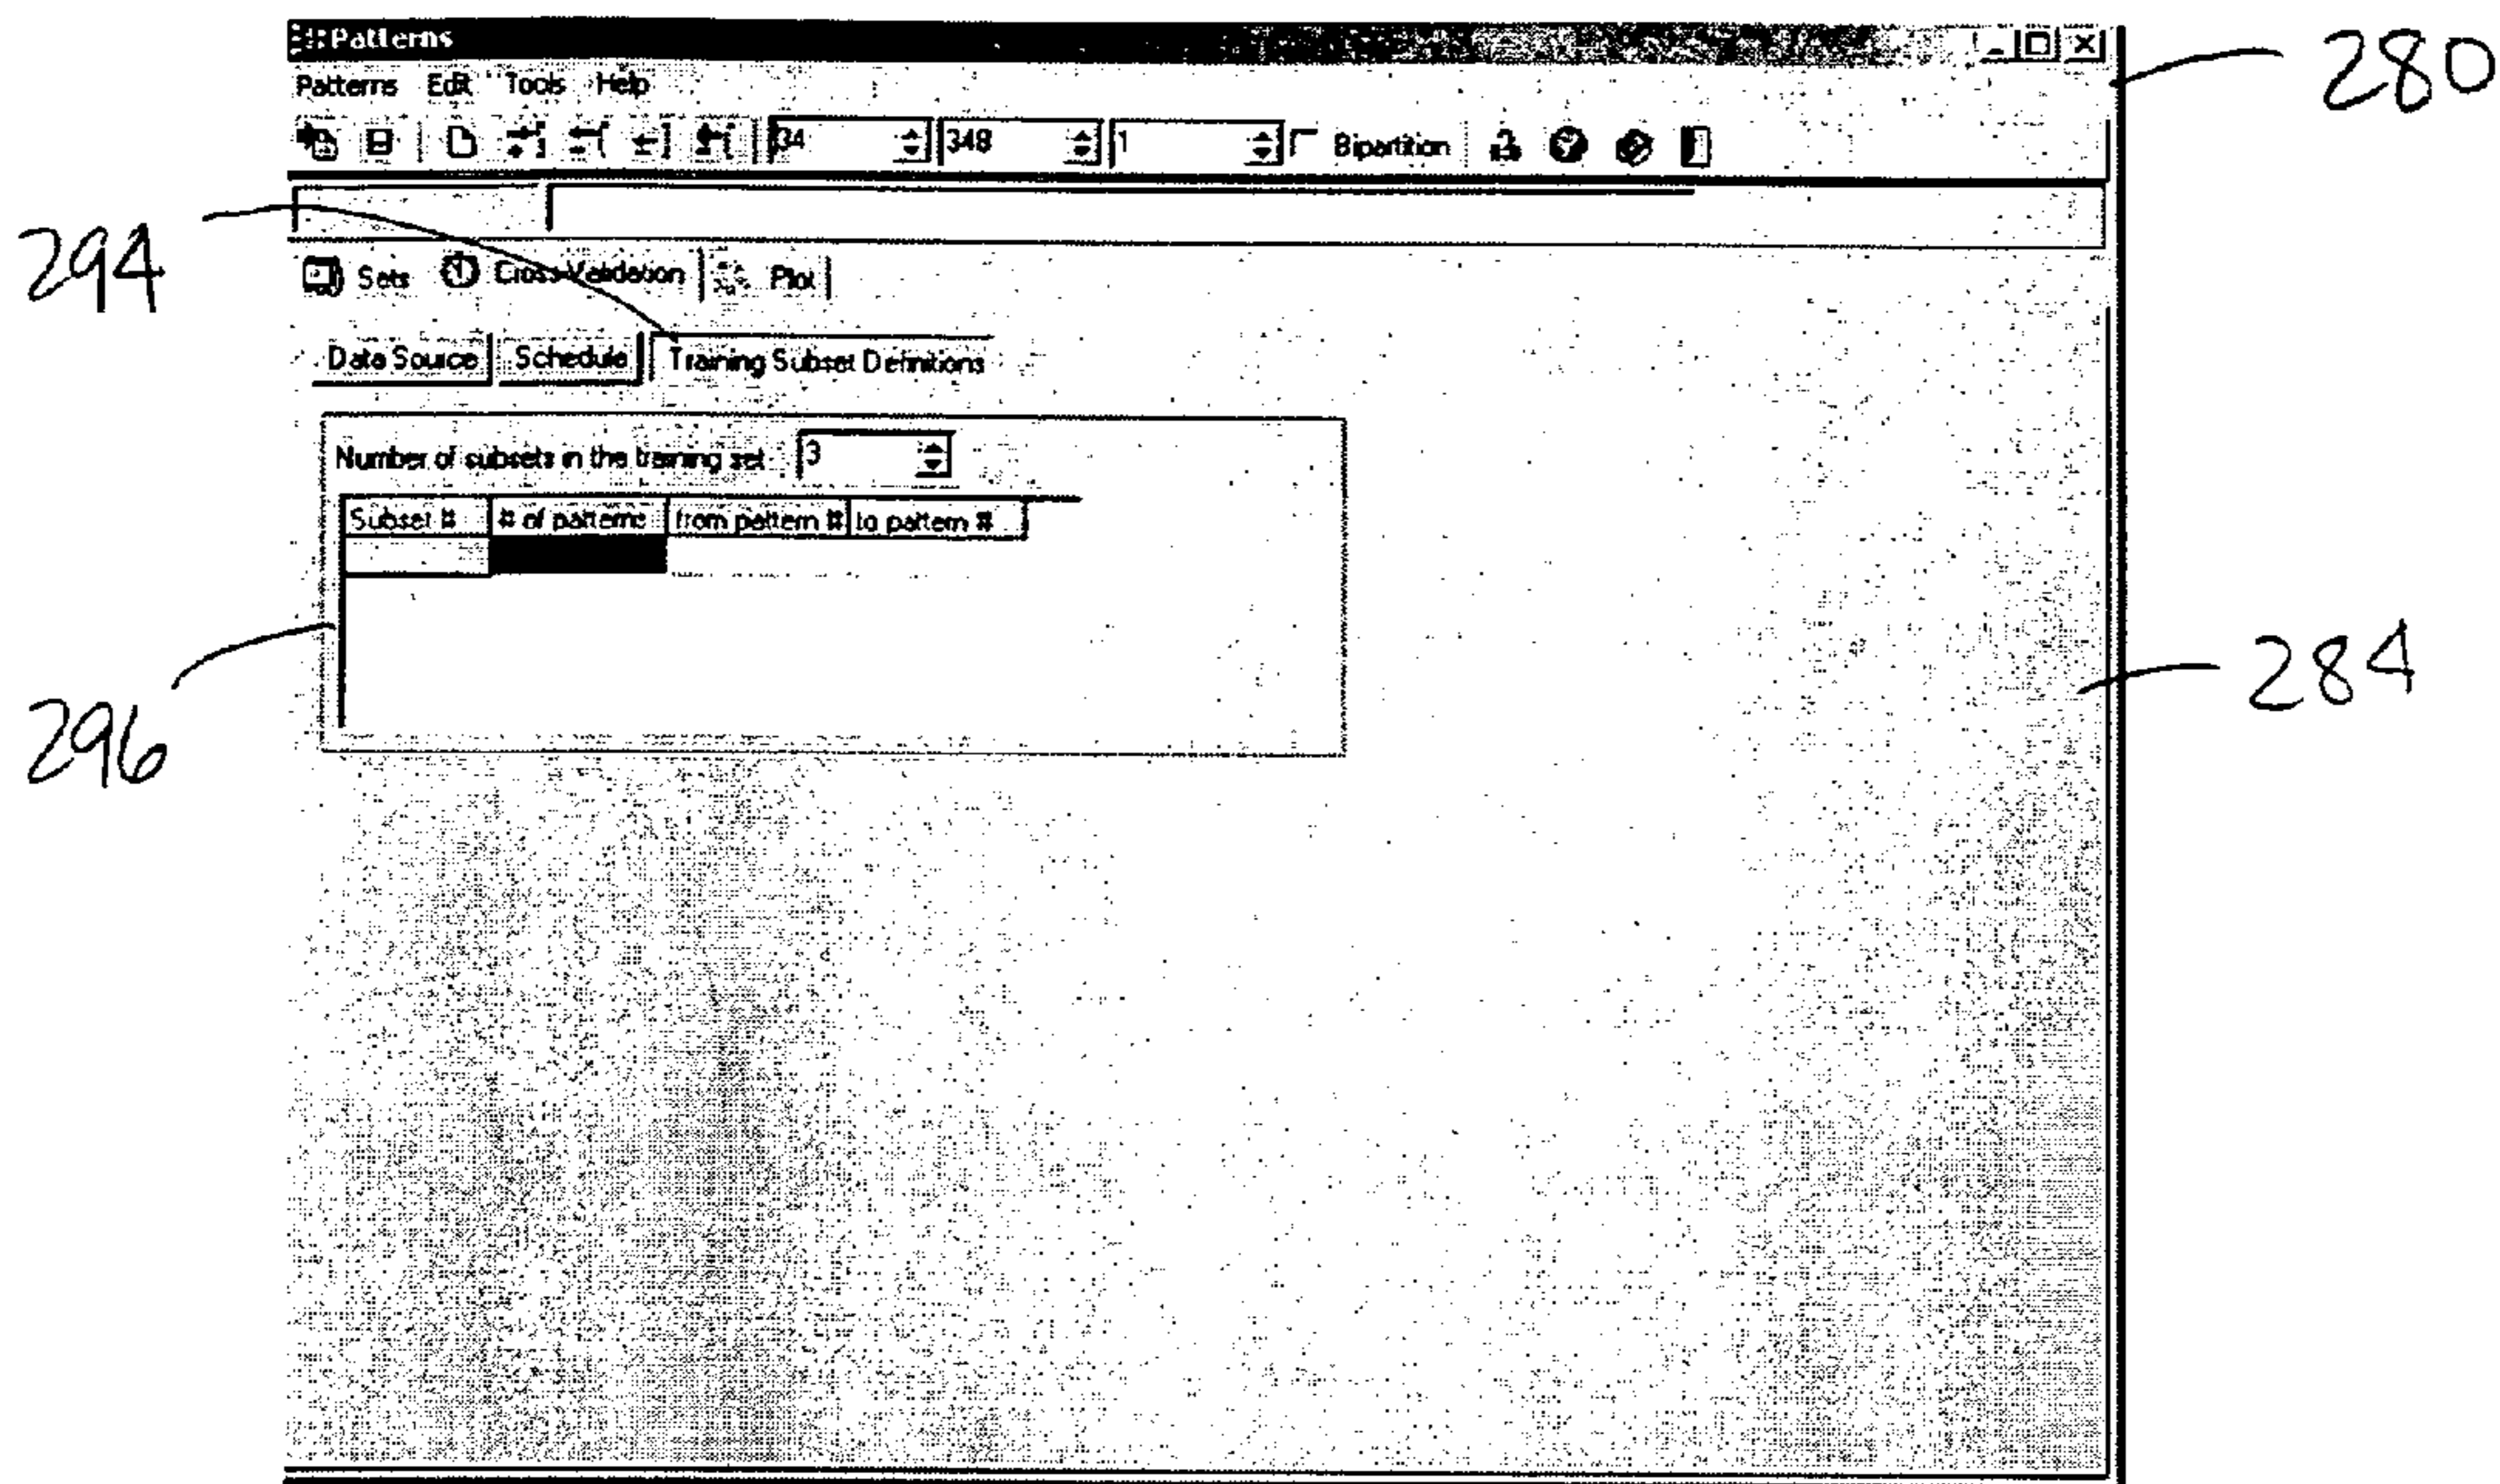 Patterns
280
Patterns Edit Tools Help
34 348 1 Bipartition
294
Sets Cross-Validation Plot
Data Source Schedule Training Subset Definitions
Number of subsets in the training set 3
Subset # # of patterns from pattern # to pattern #
296
284